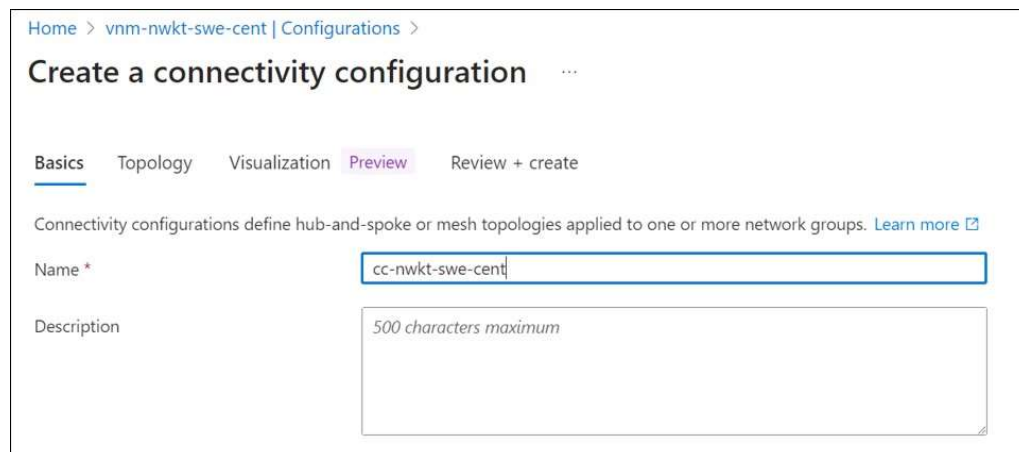 Home > vnm-nwkt-swe-cent | Configurations >
Create a connectivity configuration ...
Basics Topology Visualization Preview Review + create
Connectivity configurations define hub-and-spoke or mesh topologies applied to one or more network groups. Learn more
Name * cc-nwkt-swe-cent
Description 500 characters maximum